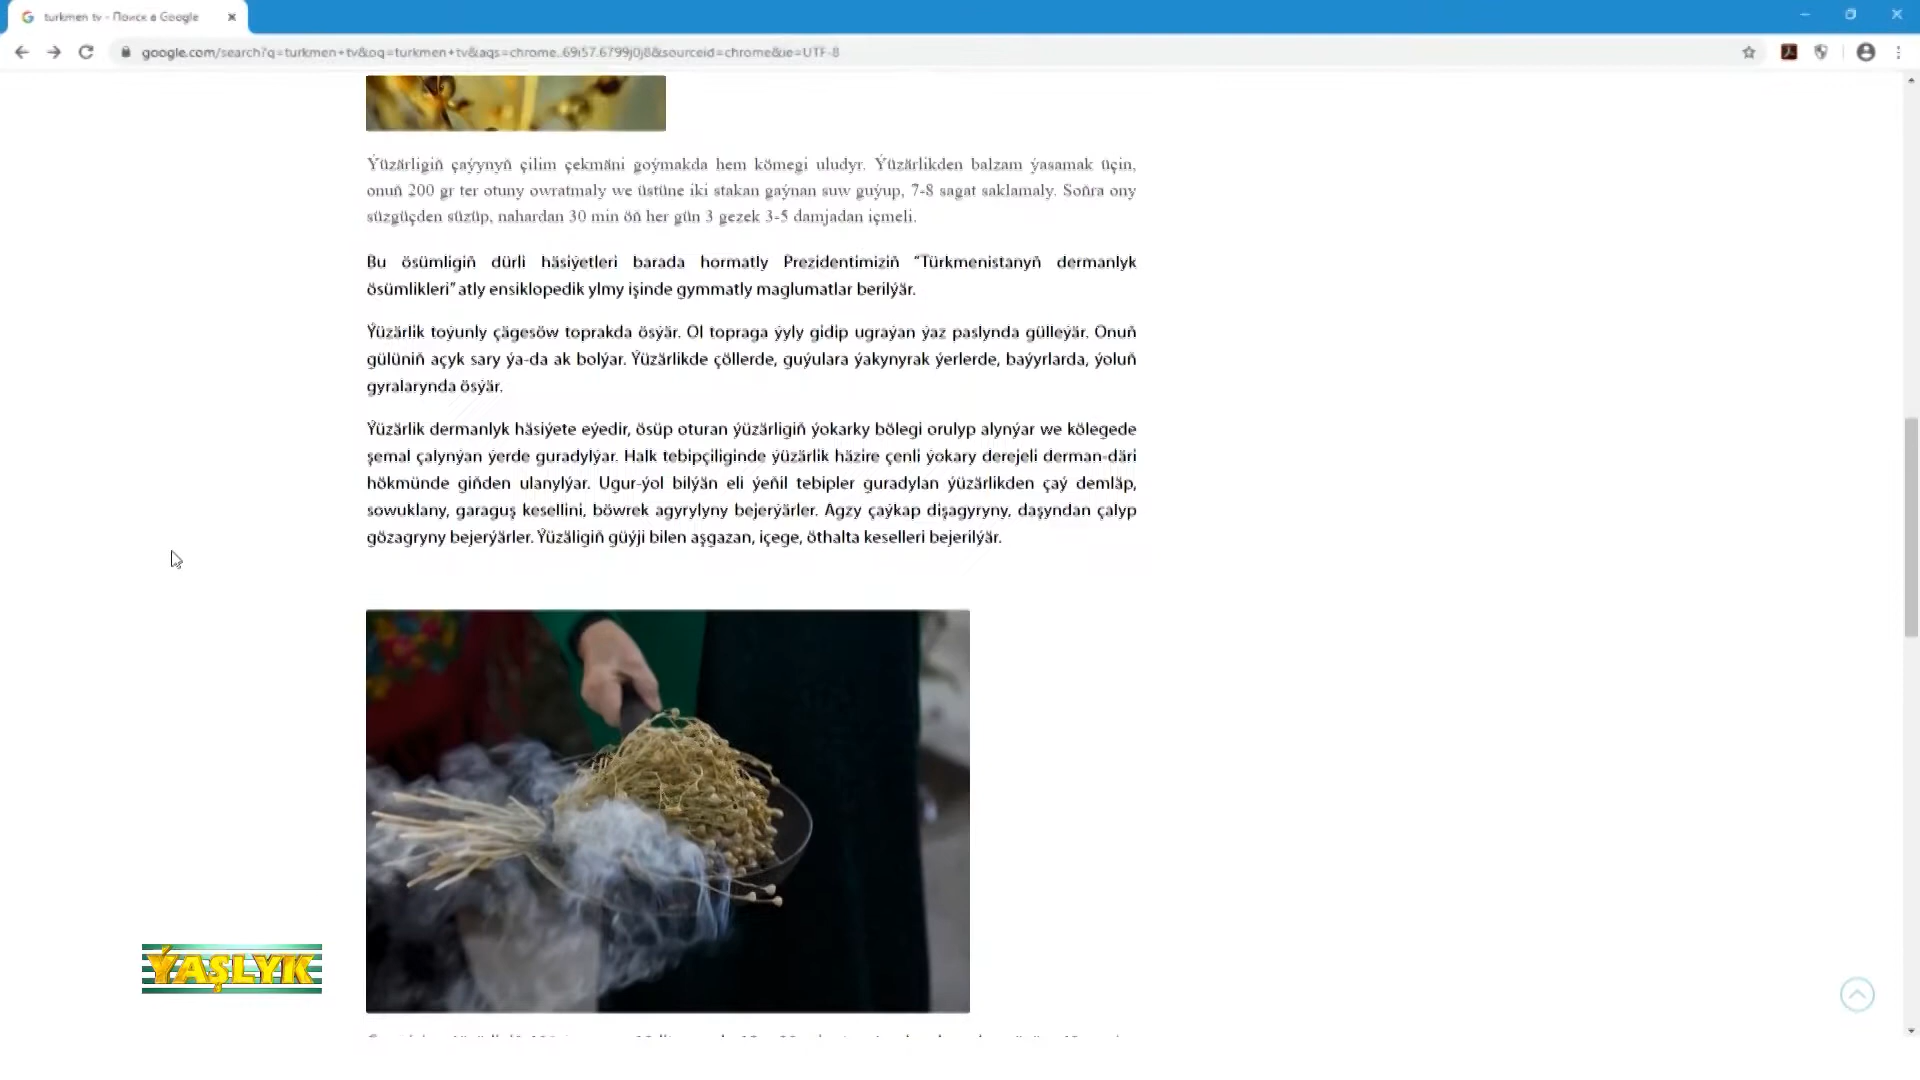 turkmen tv - Поиск в Google
google.com/search?q=turkmen+tv&oq=turkmen+tv&aqs=chrome..69i57.6799j0j8&sourceid=chrome&ie=UTF-8
Ýüzärligiň çaýynyň çilim çekmäni goýmakda hem kömegi uludyr. Ýüzärlikden balzam ýasamak üçin,
onuň 200 gr ter otuny owratmaly we üstüne iki stakan gaýnan suw guýup, 7-8 sagat saklamaly. Soňra ony
süzgüçden süzüp, nahardan 30 min öň her gün 3 gezek 3-5 damjadan içmeli.
Bu ösümligiň dürli häsiýetleri barada hormatly Prezidentimiziň “Türkmenistanyň dermanlyk
ösümlikleri” atly ensiklopedik ylmy işinde gymmatly maglumatlar berilýär.
Ýüzärlik toýunly çägesöw toprakda ösýär. Ol topraga ýyly gidip ugraýan ýaz paslynda gülleýär. Onuň
gülüniň açyk sary ýa-da ak bolýar. Ýüzärlikde çöllerde, guýulara ýakynyrak ýerlerde, baýyrlarda, ýoluň
gyralarynda ösýär.
Ýüzärlik dermanlyk häsiýete eýedir, ösüp oturan ýüzärligiň ýokarky bölegi orulyp alynýar we kölegede
şemal çalynýan ýerde guradylýar. Halk tebipçiliginde ýüzärlik häzire çenli ýokary derejeli derman-däri
hökmünde giňden ulanylýar. Ugur-ýol bilýän eli ýeňil tebipler guradylan ýüzärlikden çaý demläp,
sowuklany, garaguş kesellini, böwrek agyrylyny bejerýärler. Agzy çaýkap dişagyryny, daşyndan çalyp
gözagryny bejerýärler. Ýüzäligiň güýji bilen aşgazan, içege, öthalta keselleri bejerilýär.
ÝAŞLYK